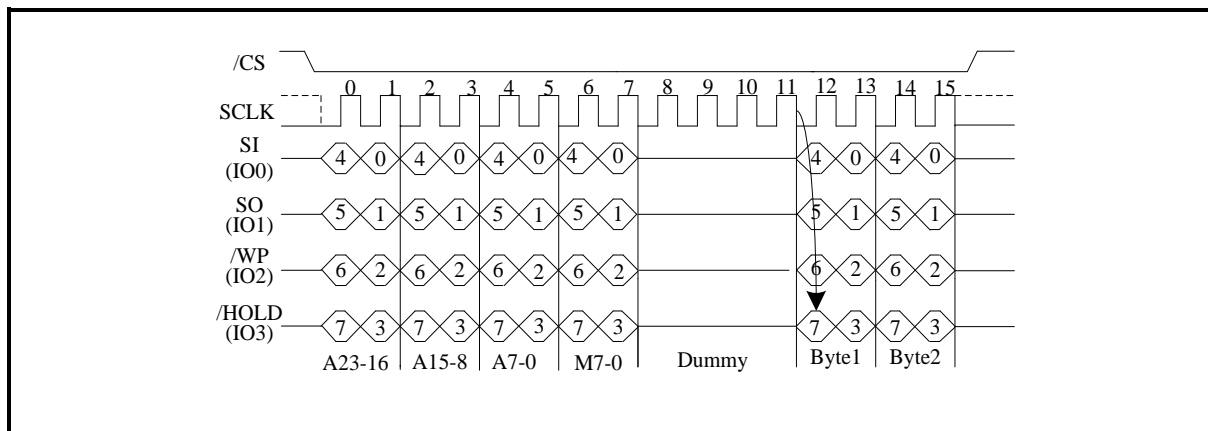 /CS
0 1 2 3 4 5 6 7 8 9 10 11 12 13 14 15
SCLK
SI
(IO0)
4 0 4 0 4 0 4 0 4 0 4 0
SO
(IO1)
5 1 5 1 5 1 5 1 5 1 5 1
/WP
(IO2)
6 2 6 2 6 2 6 2 6 2 6 2
/HOLD
(IO3)
7 3 7 3 7 3 7 3 7 3 7 3
A23-16 A15-8 A7-0 M7-0 Dummy Byte1 Byte2